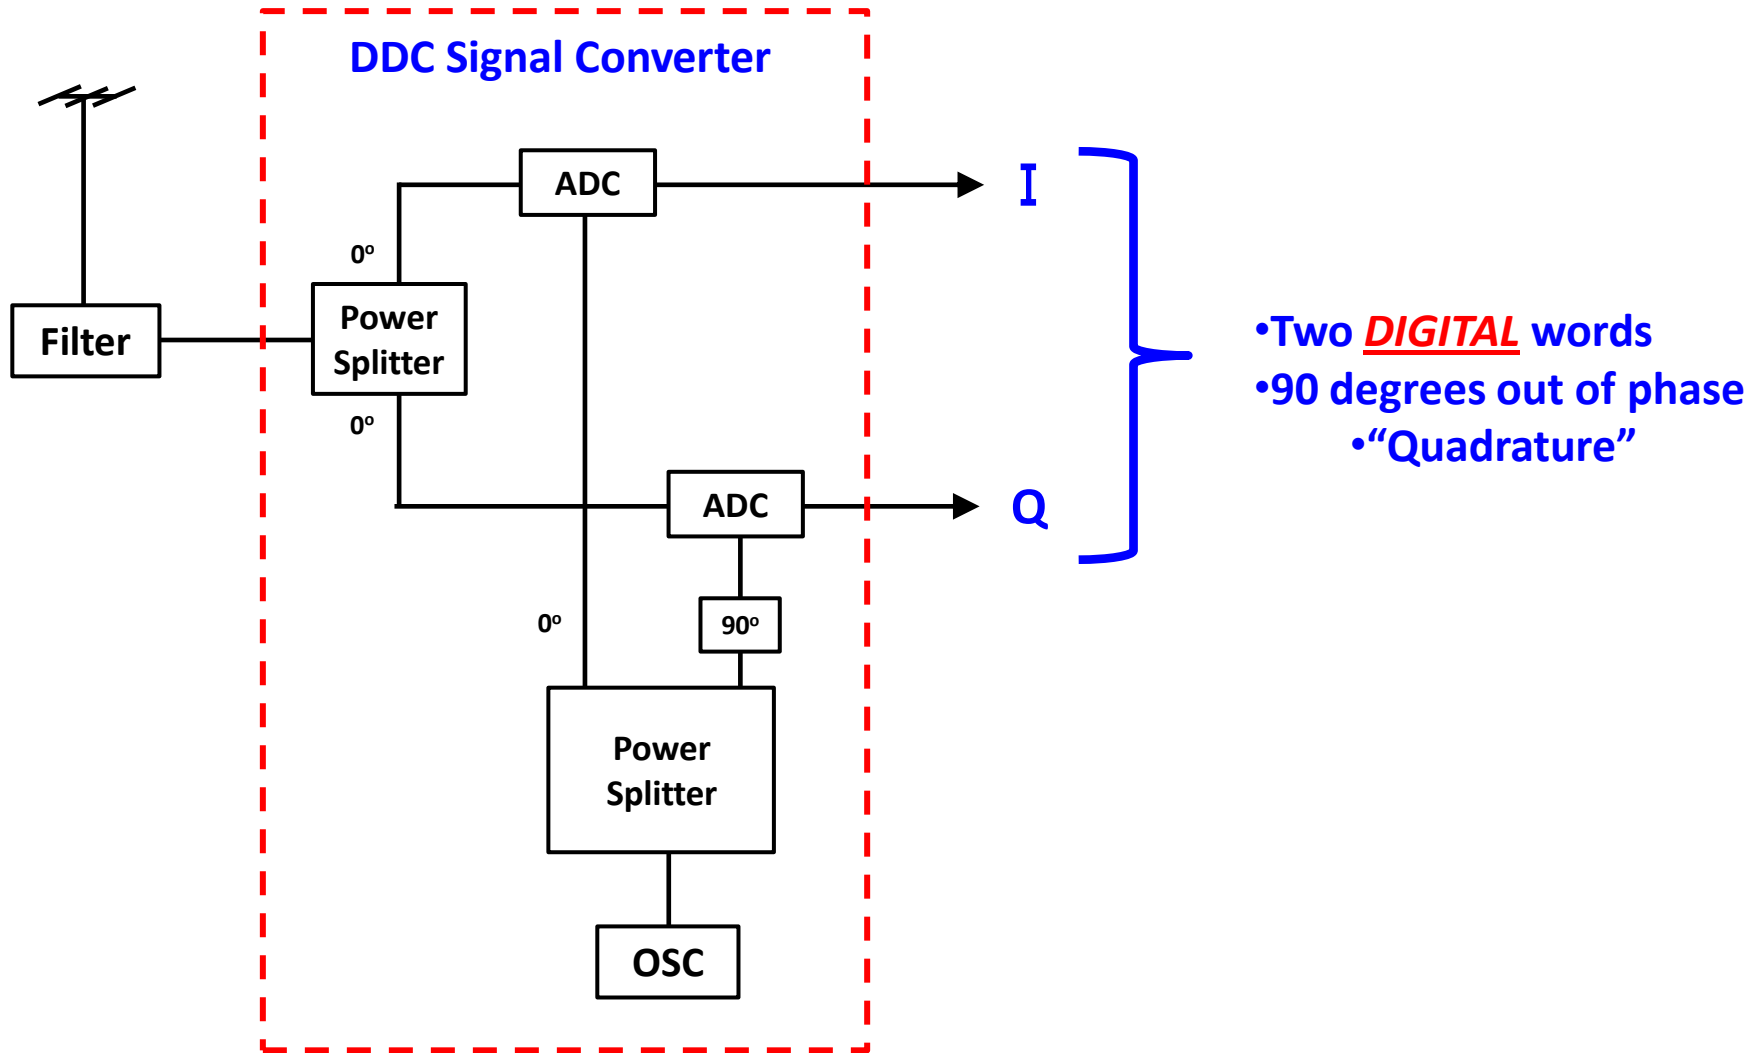 DDC Signal Converter
ADC
I
0º
Power
Splitter
Filter
0º
•Two DIGITAL words
•90 degrees out of phase
•“Quadrature”
ADC
Q
0º
90º
Power
Splitter
OSC